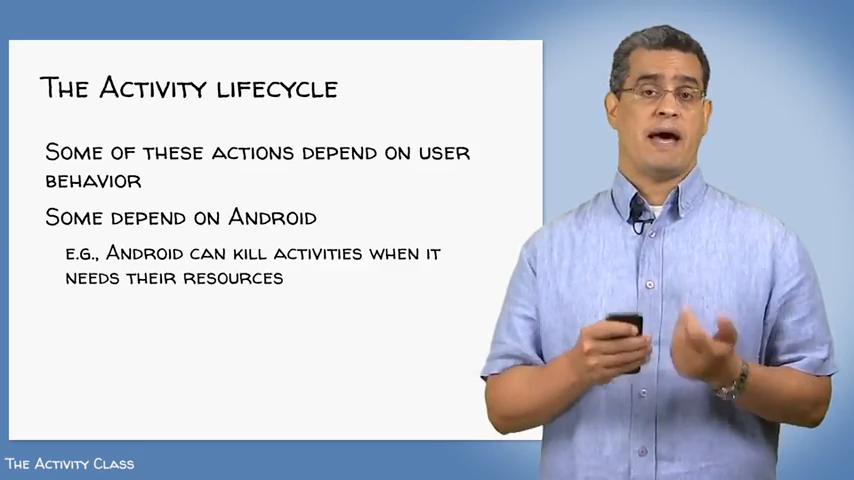 The Activity lifecycle
Some of these actions depend on user
behavior
Some depend on Android
e.g., Android can kill activities when it
needs their resources
The Activity Class